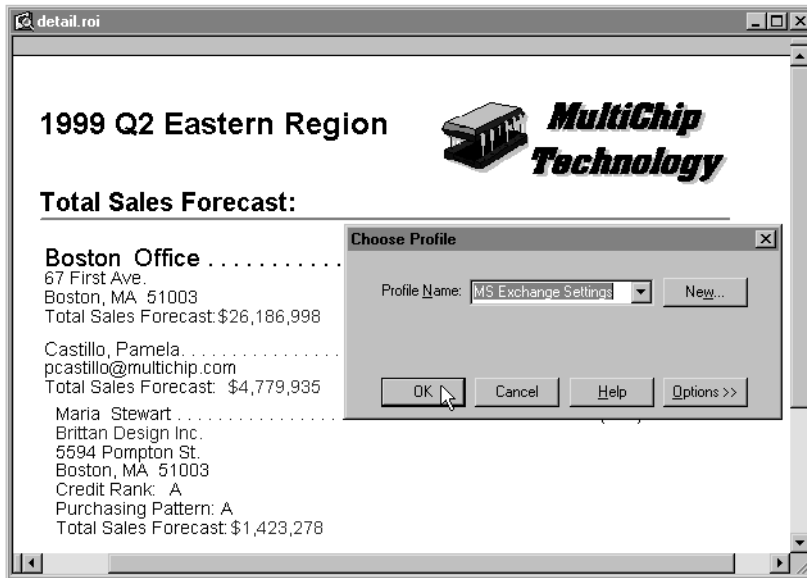 detail.roi
1999 Q2 Eastern Region
MultiChip
Technology
Total Sales Forecast:
Choose Profile
Profile Name:
MS Exchange Settings
New...
OK
Cancel
Help
Options >>
Boston Office . . . . . . . . . . .
67 First Ave.
Boston, MA 51003
Total Sales Forecast: $26,186,998
Castillo, Pamela. . . . . . . . . . . . . . . .
pcastillo@multichip.com
Total Sales Forecast: $4,779,935
Maria Stewart . . . . . . . . . . . . . . . .
Brittan Design Inc.
5594 Pompton St.
Boston, MA 51003
Credit Rank: A
Purchasing Pattern: A
Total Sales Forecast: $1,423,278